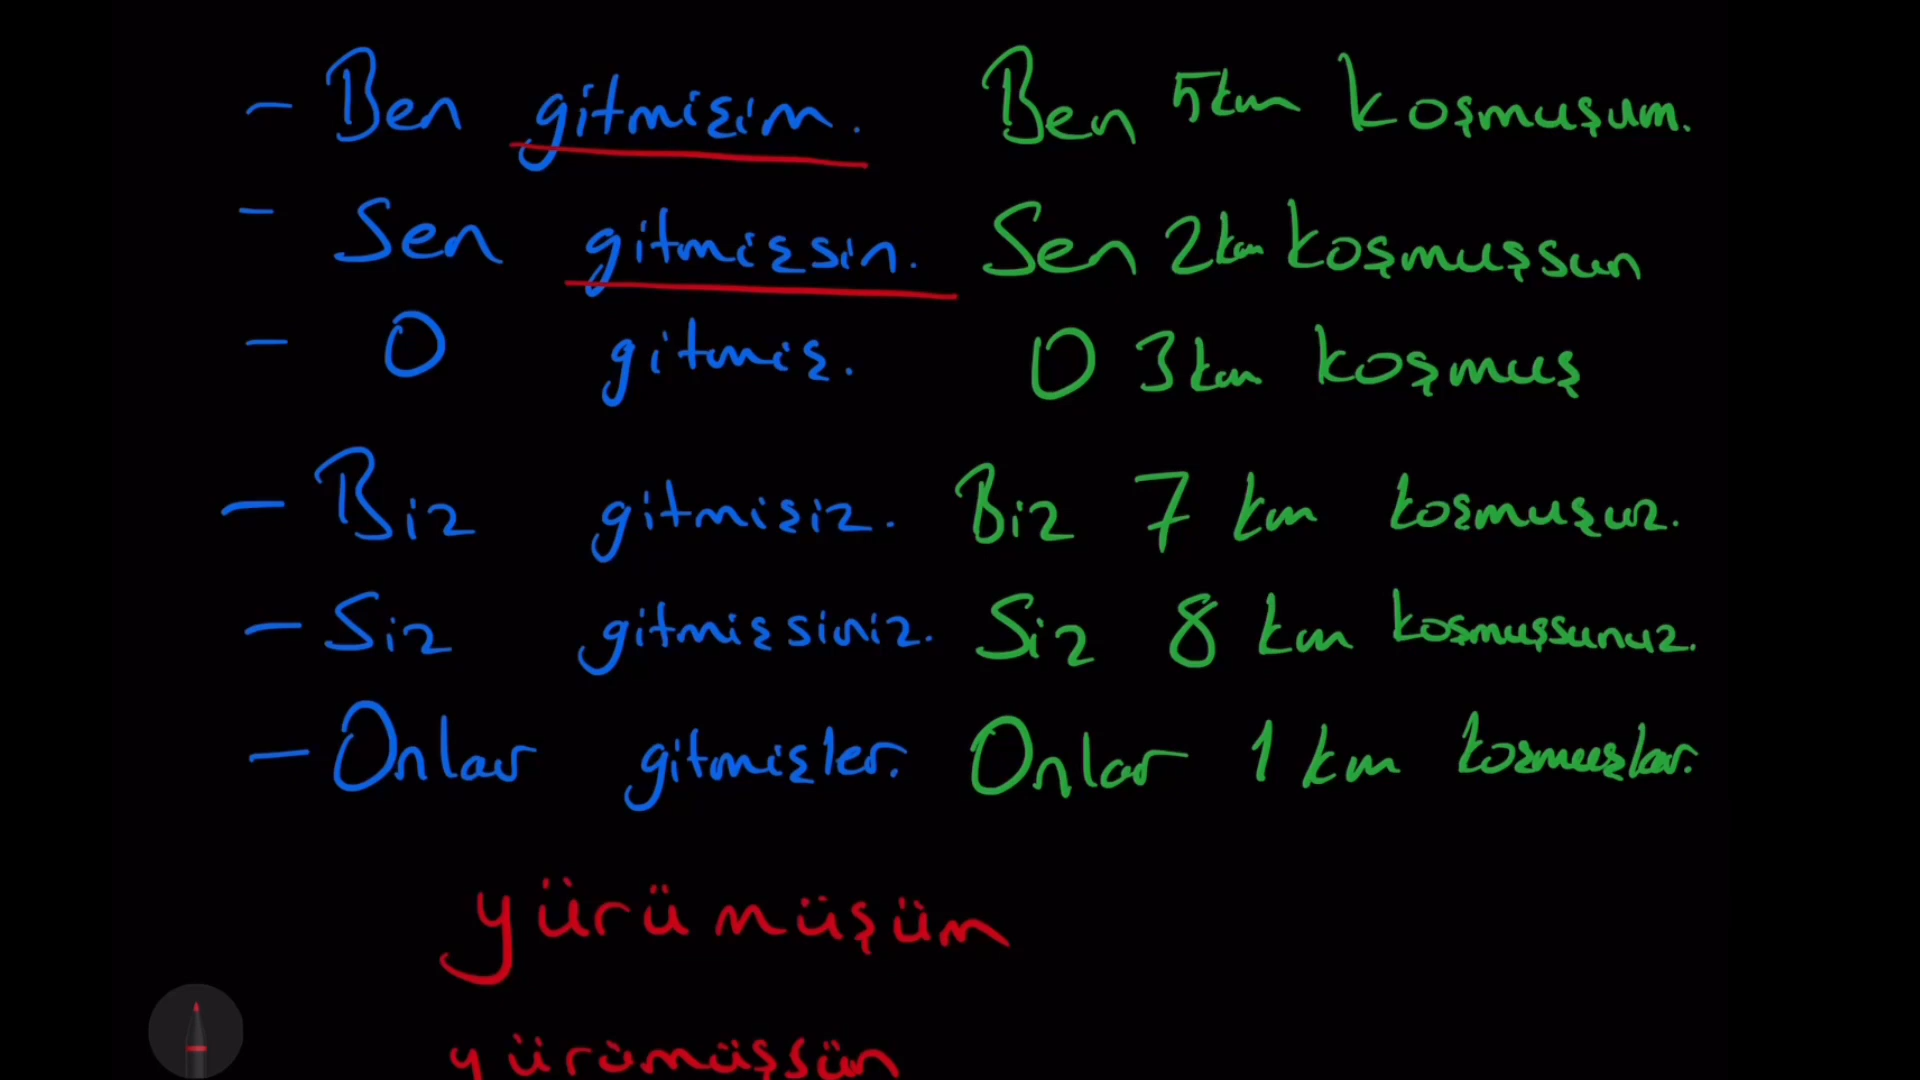 - Ben gitmişim. Ben 5km koşmuşum.
- Sen gitmişsin. Sen 2km koşmuşsun
- O gitmiş. O 3km koşmuş
- Biz gitmişiz. Biz 7 km koşmuşuz.
- Siz gitmişsiniz. Siz 8 km koşmuşsunuz.
- Onlar gitmişler. Onlar 1 km koşmuşlar.
yürümüşüm
yürümüşsün